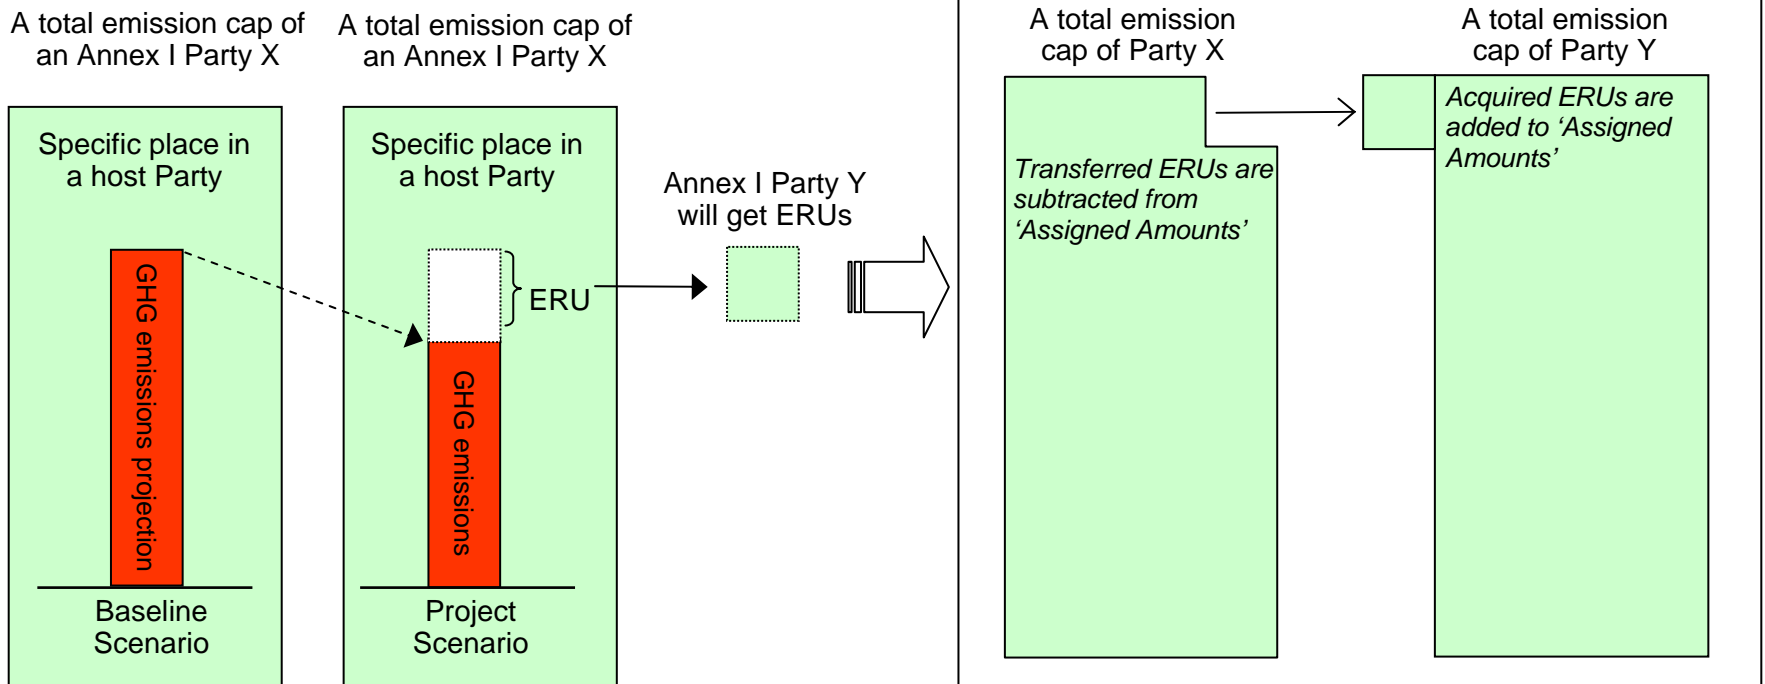 A total emission cap of
an Annex I Party X
A total emission cap of
an Annex I Party X
Specific place in
a host Party
Specific place in
a host Party
GHG emissions projection
GHG emissions
ERU
Annex I Party Y
will get ERUs
Baseline
Scenario
Project
Scenario
A total emission
cap of Party X
A total emission
cap of Party Y
Transferred ERUs are
subtracted from
‘Assigned Amounts’
Acquired ERUs are
added to ‘Assigned
Amounts’